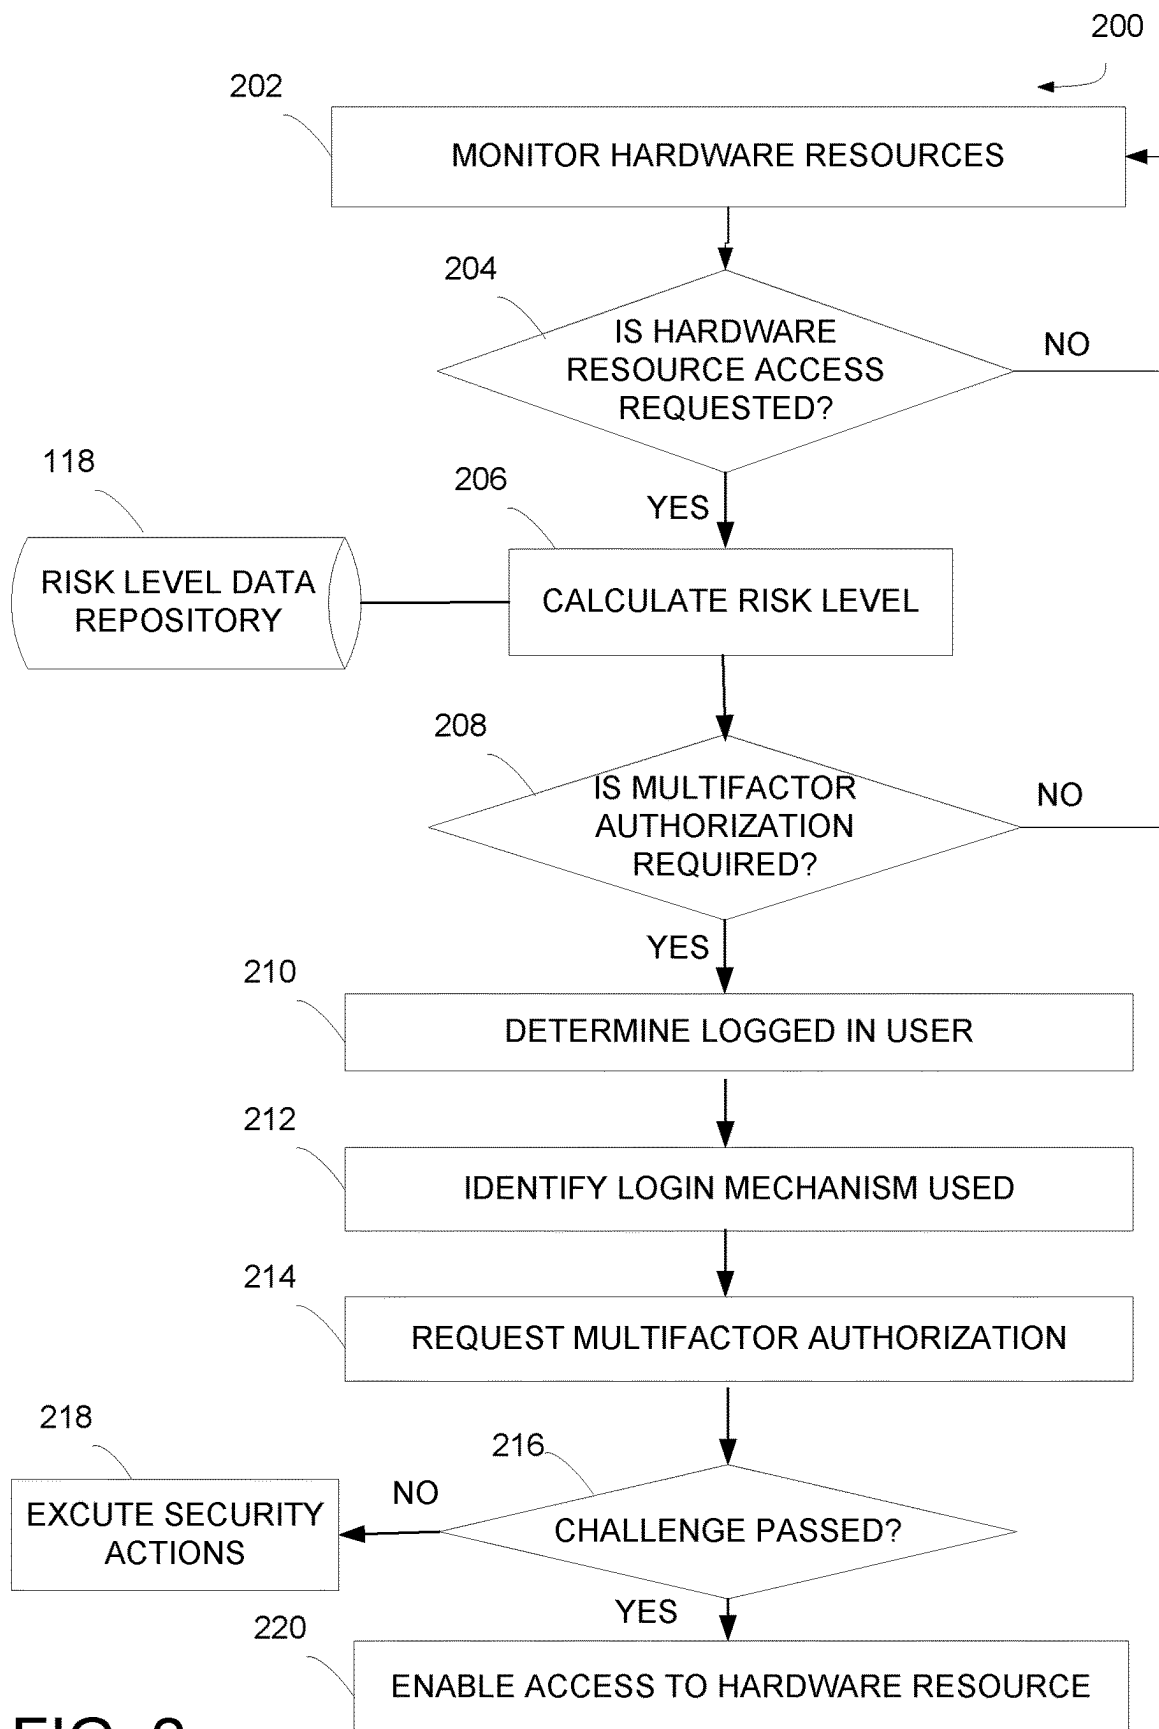 200
202
MONITOR HARDWARE RESOURCES
204
IS HARDWARE
RESOURCE ACCESS
REQUESTED?
NO
118
206
YES
RISK LEVEL DATA
REPOSITORY
CALCULATE RISK LEVEL
208
IS MULTIFACTOR
AUTHORIZATION
REQUIRED?
NO
YES
210
DETERMINE LOGGED IN USER
212
IDENTIFY LOGIN MECHANISM USED
214
REQUEST MULTIFACTOR AUTHORIZATION
218
216
NO
EXCUTE SECURITY
ACTIONS
CHALLENGE PASSED?
YES
220
ENABLE ACCESS TO HARDWARE RESOURCE
FIG.